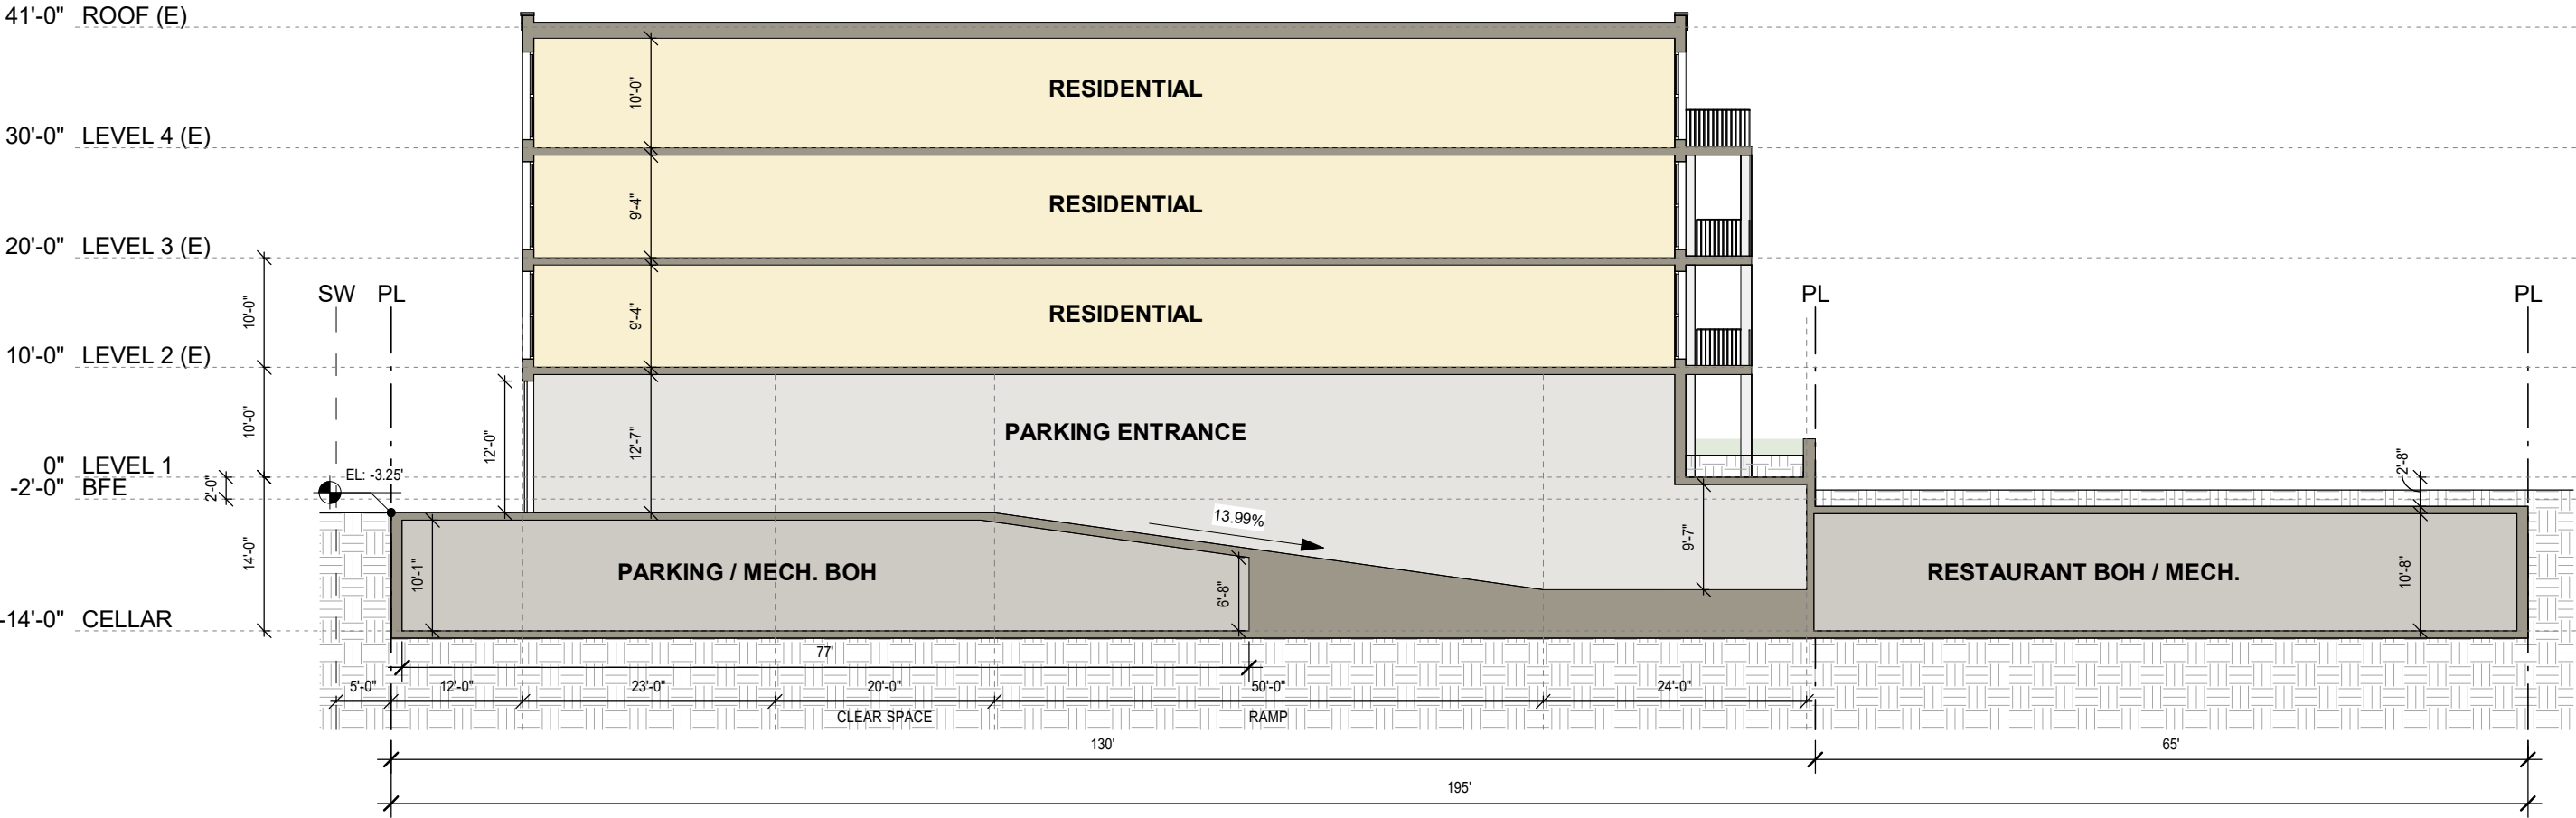 41'-0" ROOF (E)
10'-0"
RESIDENTIAL
30'-0" LEVEL 4 (E)
9'-4"
RESIDENTIAL
20'-0" LEVEL 3 (E)
SW PL
10'-0"
9'-4"
RESIDENTIAL
PL
PL
10'-0" LEVEL 2 (E)
10'-0"
12'-0"
12'-7"
PARKING ENTRANCE
0" LEVEL 1
EL: -3.25'
2'-8"
-2'-0" BFE
2'-0"
13.99%
9'-7"
14'-0"
10'-1"
PARKING / MECH. BOH
6'-8"
RESTAURANT BOH / MECH.
10'-8"
-14'-0" CELLAR
77'
5'-0" 12'-0" 23'-0" 20'-0" 50'-0" 24'-0"
CLEAR SPACE RAMP
130' 65'
195'